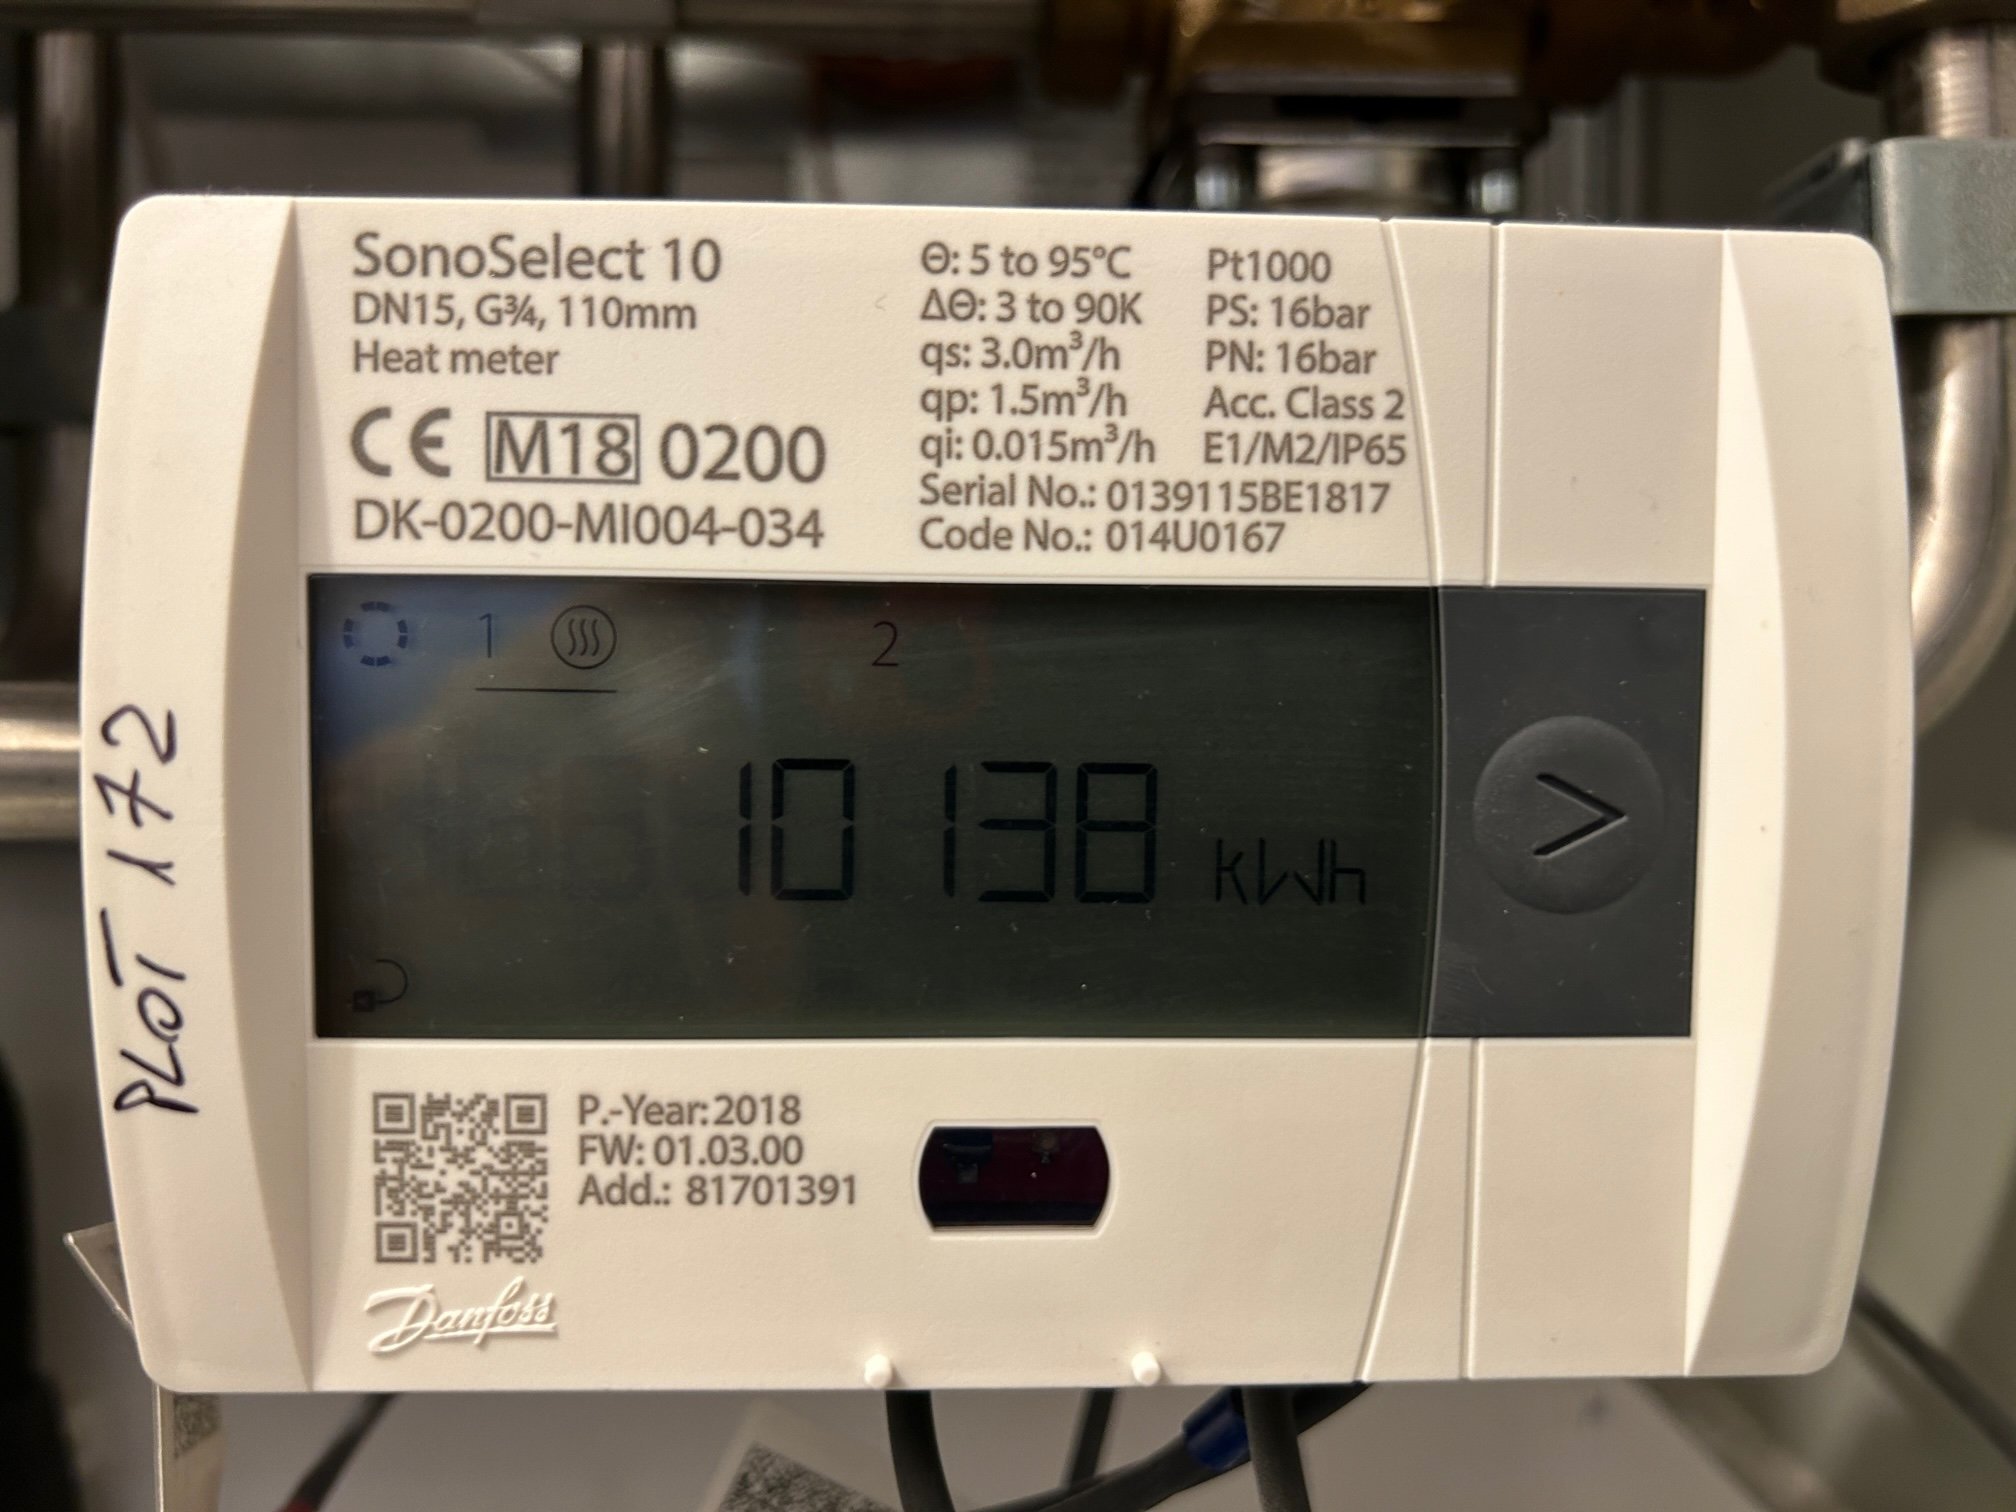 SonoSelect 10
DN15, G¾, 110mm
Heat meter
CE M18 0200
DK-0200-MI004-034
Θ: 5 to 95°C
ΔΘ: 3 to 90K
qs: 3.0m³/h
qp: 1.5m³/h
qi: 0.015m³/h
Pt1000
PS: 16bar
PN: 16bar
Acc. Class 2
E1/M2/IP65
Serial No.: 0139115BE1817
Code No.: 014U0167
1 2
10 138 kWh
>
PLOT 172
P.-Year: 2018
FW: 01.03.00
Add.: 81701391
Danfoss